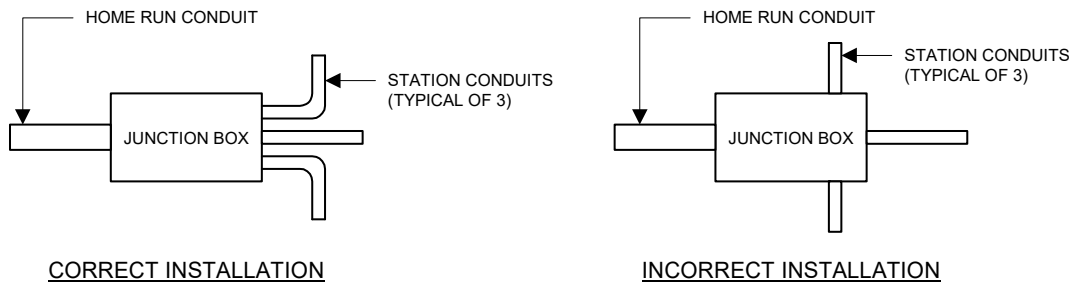 HOME RUN CONDUIT
STATION CONDUITS
(TYPICAL OF 3)
JUNCTION BOX
CORRECT INSTALLATION
HOME RUN CONDUIT
STATION CONDUITS
(TYPICAL OF 3)
JUNCTION BOX
INCORRECT INSTALLATION